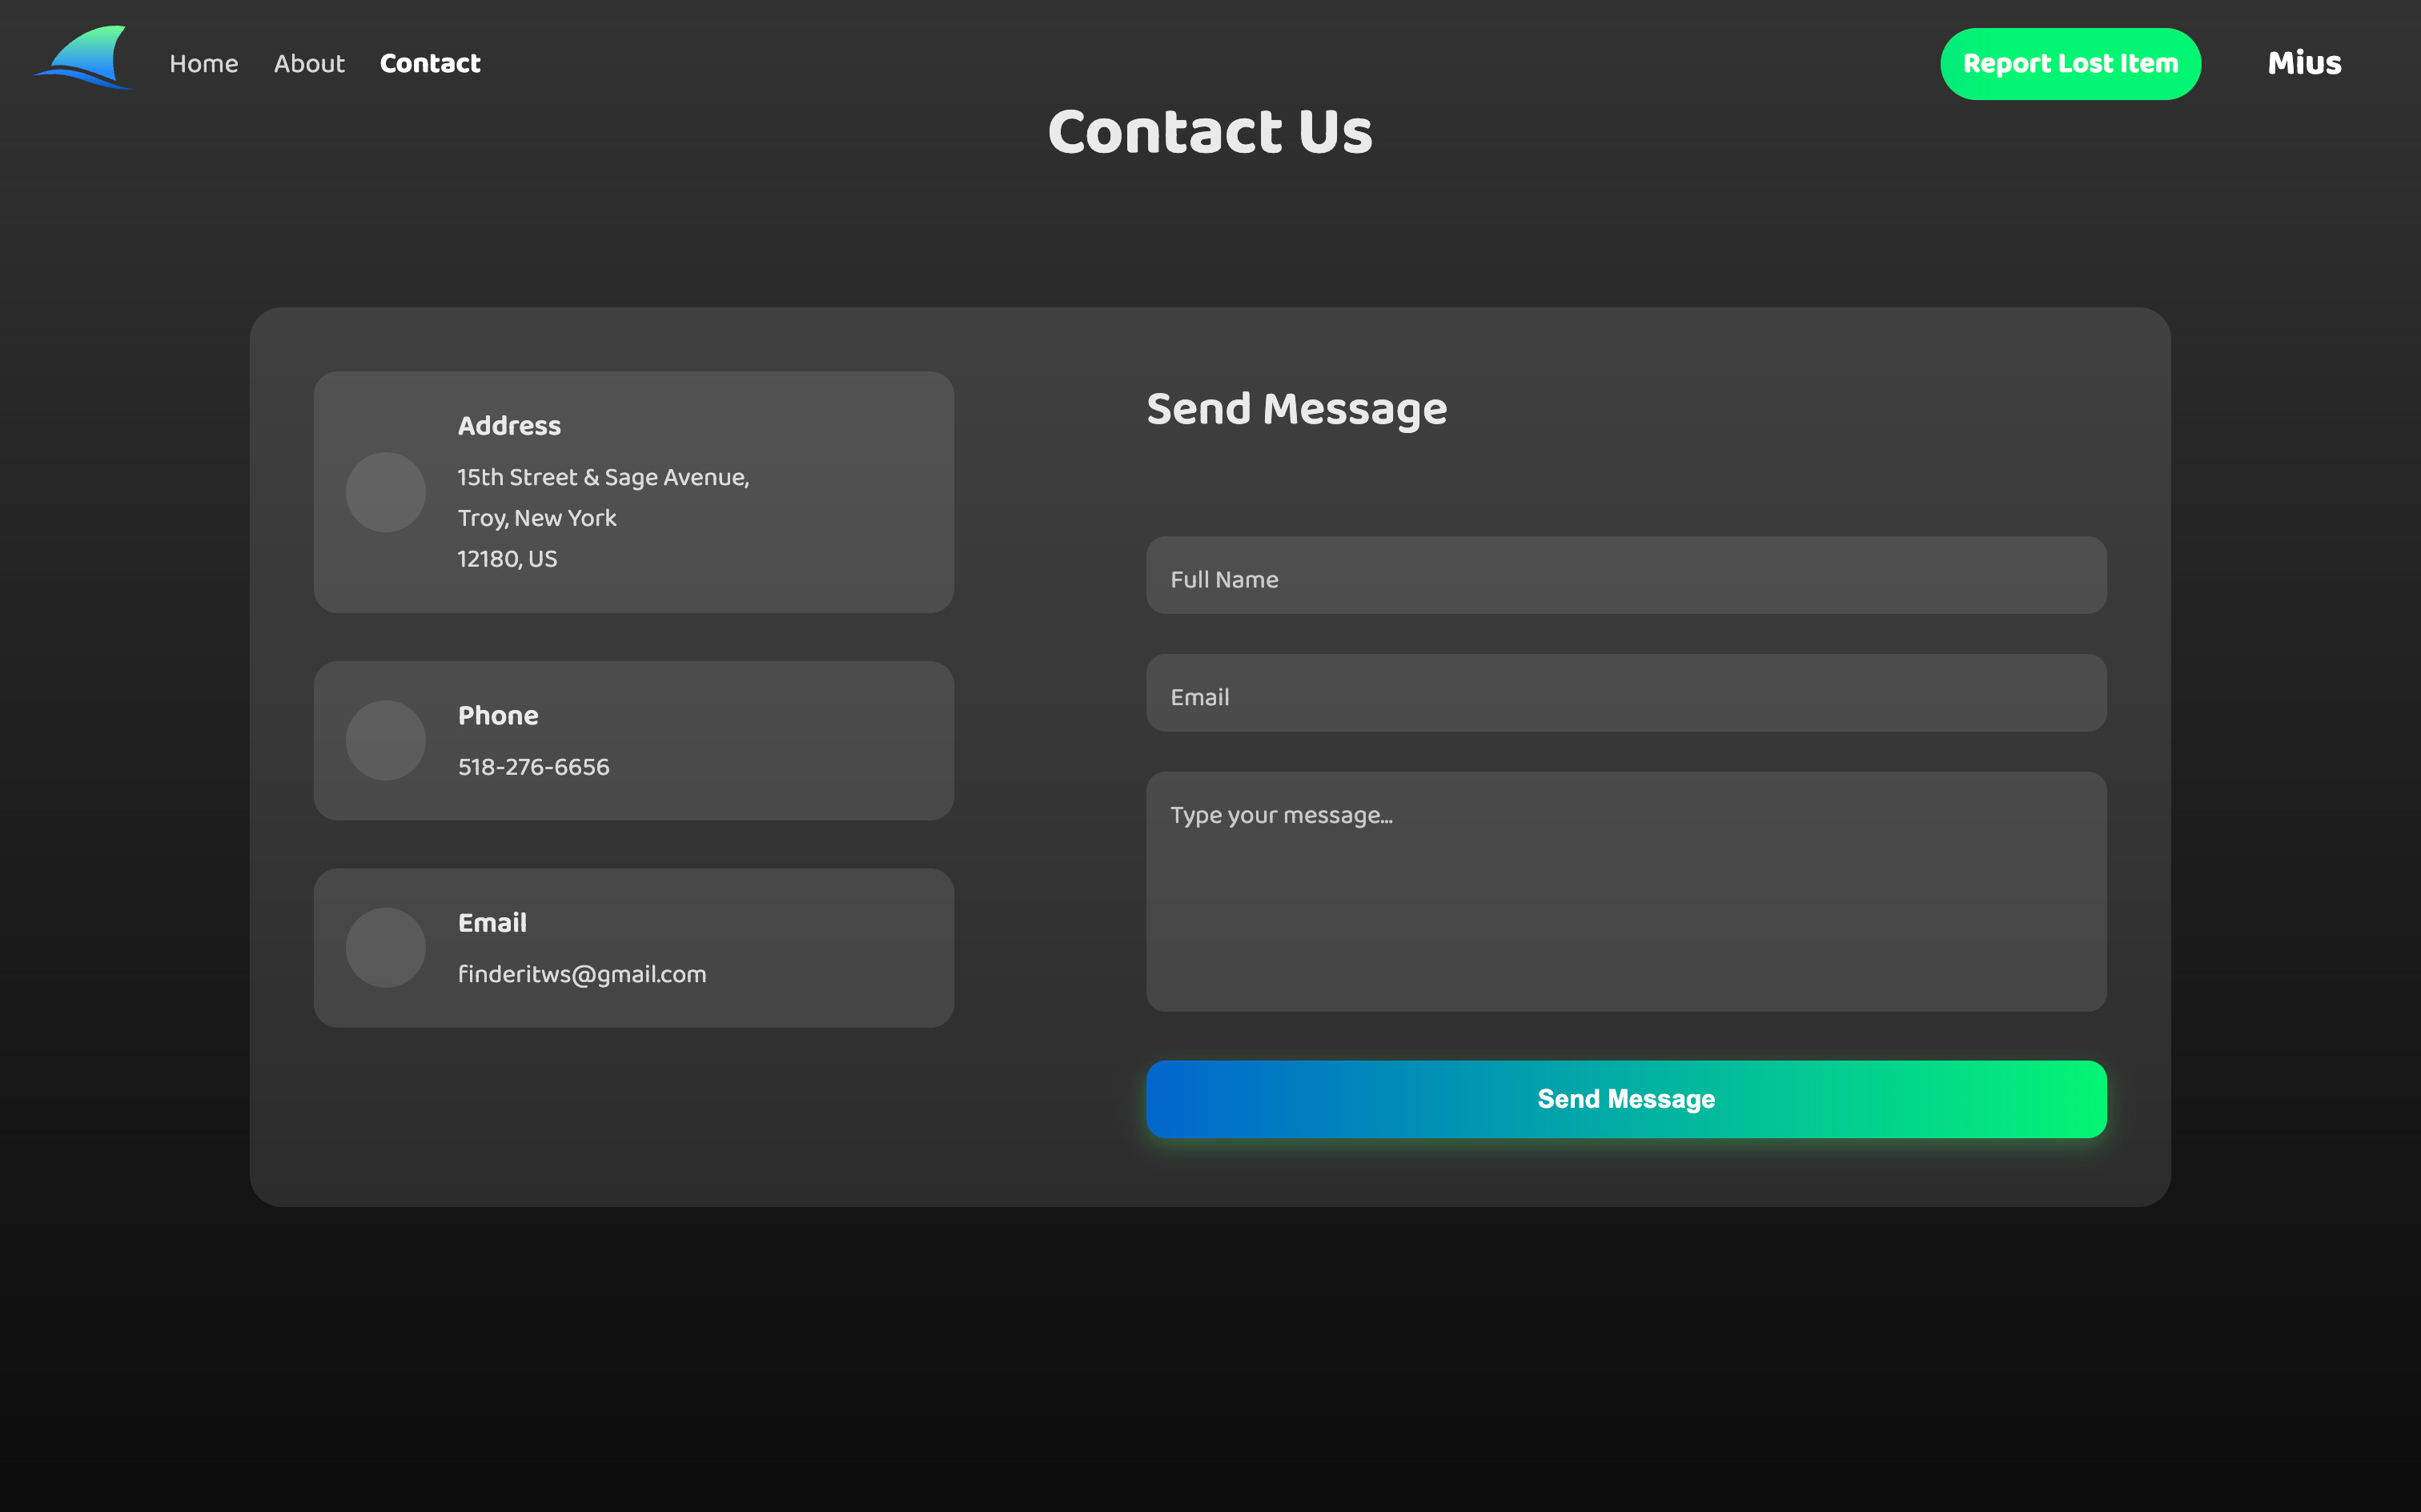 Home
About
Contact
Report Lost Item
Mius
Contact Us
Address
15th Street & Sage Avenue,
Troy, New York
12180, US
Phone
518-276-6656
Email
finderitws@gmail.com
Send Message
Full Name
Email
Type your message...
Send Message